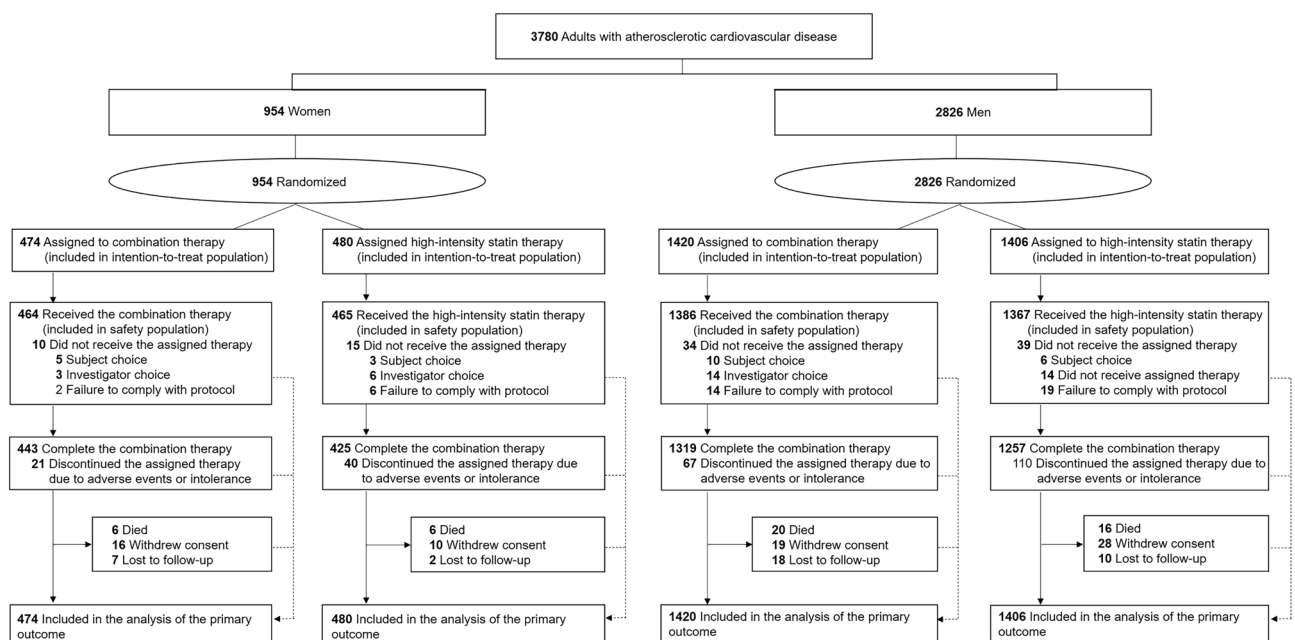 3780 Adults with atherosclerotic cardiovascular disease
954 Women
2826 Men
954 Randomized
2826 Randomized
474 Assigned to combination therapy
(included in intention-to-treat population)
480 Assigned high-intensity statin therapy
(included in intention-to-treat population)
1420 Assigned to combination therapy
(included in intention-to-treat population)
1406 Assigned to high-intensity statin therapy
(included in intention-to-treat population)
464 Received the combination therapy
(included in safety population)
10 Did not receive the assigned therapy
5 Subject choice
3 Investigator choice
2 Failure to comply with protocol
465 Received the high-intensity statin therapy
(included in safety population)
15 Did not receive the assigned therapy
3 Subject choice
6 Investigator choice
6 Failure to comply with protocol
1386 Received the combination therapy
(included in safety population)
34 Did not receive the assigned therapy
10 Subject choice
14 Investigator choice
14 Failure to comply with protocol
1367 Received the high-intensity statin therapy
(included in safety population)
39 Did not receive the assigned therapy
6 Subject choice
14 Did not receive assigned therapy
19 Failure to comply with protocol
443 Complete the combination therapy
21 Discontinued the assigned therapy
due to adverse events or intolerance
425 Complete the combination therapy
40 Discontinued the assigned therapy due
to adverse events or intolerance
1319 Complete the combination therapy
67 Discontinued the assigned therapy due to
adverse events or intolerance
1257 Complete the combination therapy
110 Discontinued the assigned therapy due to
adverse events or intolerance
6 Died
16 Withdrew consent
7 Lost to follow-up
6 Died
10 Withdrew consent
2 Lost to follow-up
20 Died
19 Withdrew consent
18 Lost to follow-up
16 Died
28 Withdrew consent
10 Lost to follow-up
474 Included in the analysis of the primary
outcome
480 Included in the analysis of the primary
outcome
1420 Included in the analysis of the primary
outcome
1406 Included in the analysis of the primary
outcome